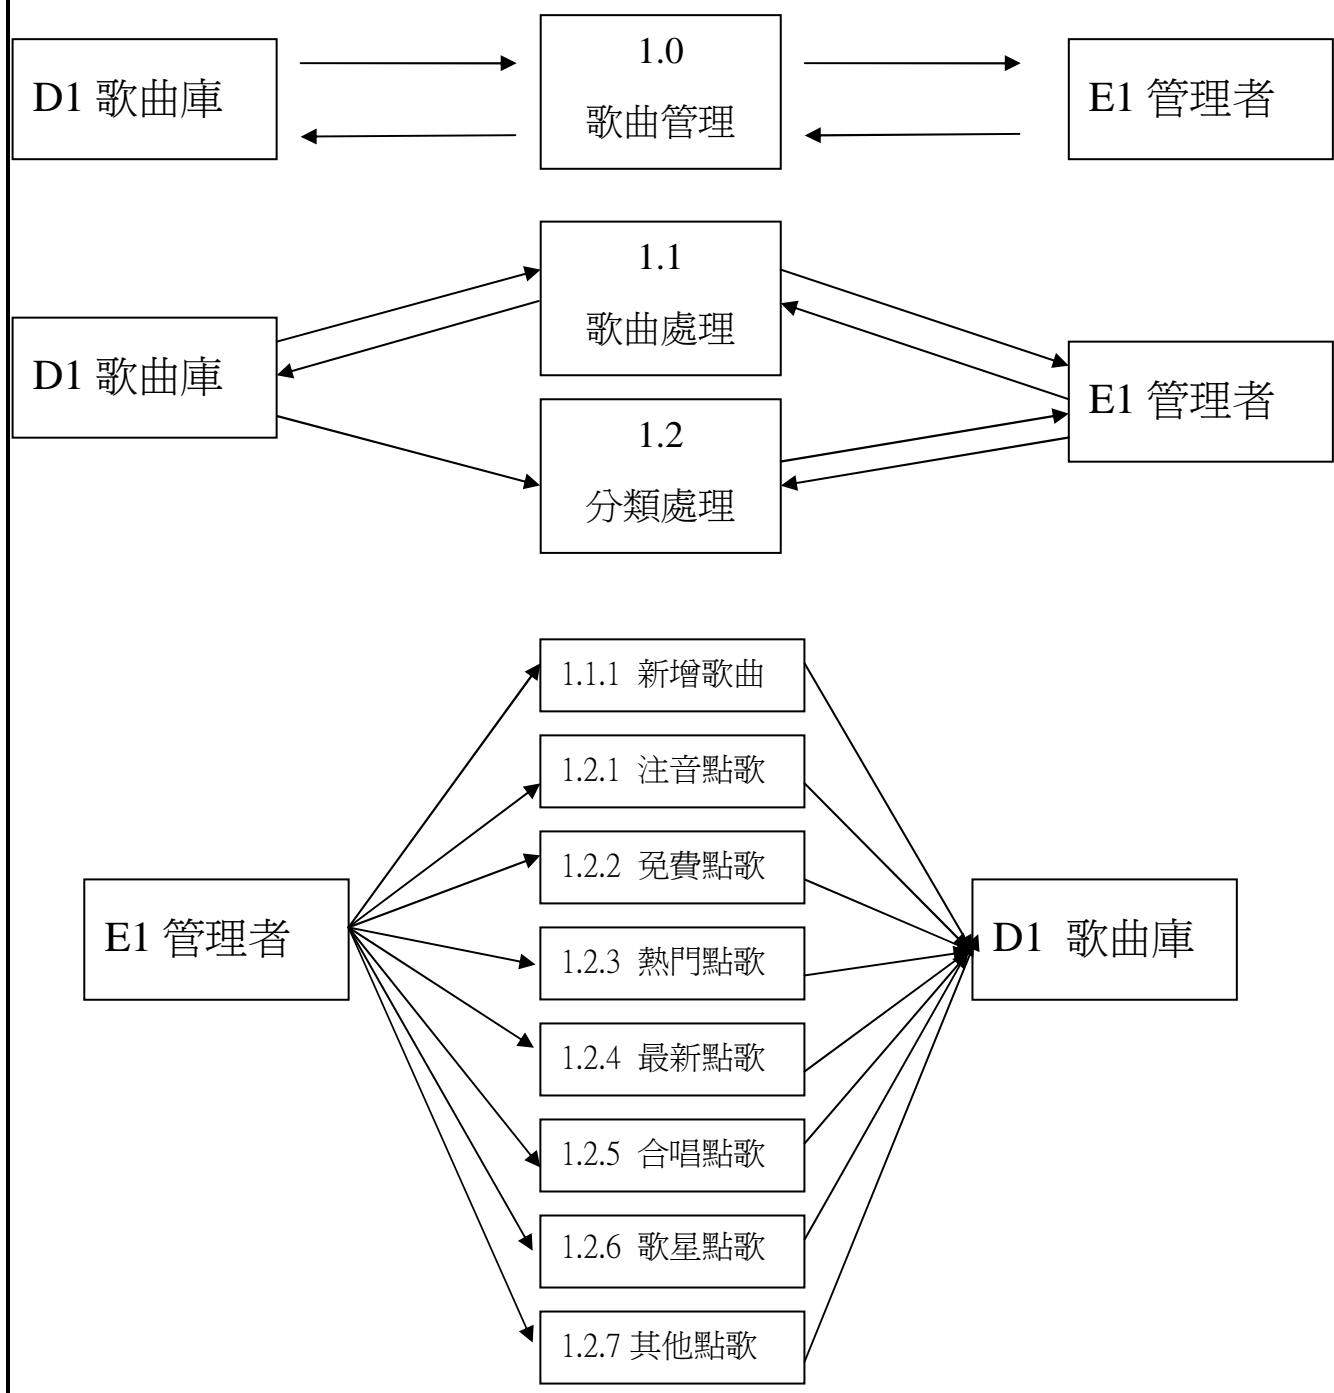 D1 歌曲庫
1.0
歌曲管理
E1 管理者
D1 歌曲庫
1.1
歌曲處理
1.2
分類處理
E1 管理者
1.1.1 新增歌曲
1.2.1 注音點歌
1.2.2 免費點歌
1.2.3 熱門點歌
1.2.4 最新點歌
1.2.5 合唱點歌
1.2.6 歌星點歌
1.2.7 其他點歌
E1 管理者
D1 歌曲庫